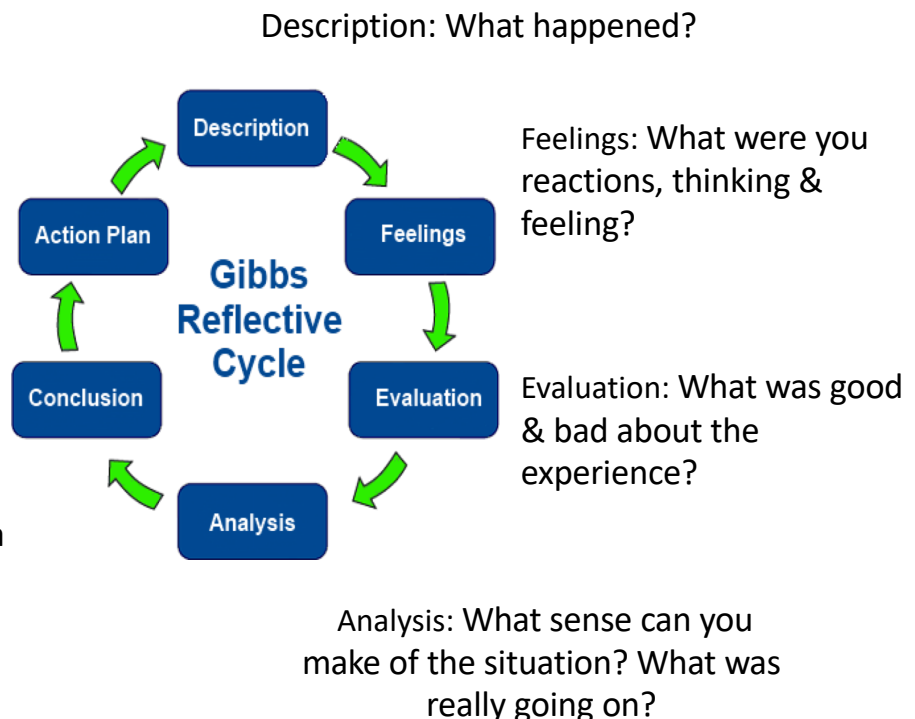 Description: What happened?
Description
Feelings: What were you
reactions, thinking &
feeling?
Action Plan
Feelings
Gibbs
Reflective
Cycle
Conclusion
Evaluation
Evaluation: What was good
& bad about the
experience?
Analysis
Analysis: What sense can you
make of the situation? What was
really going on?